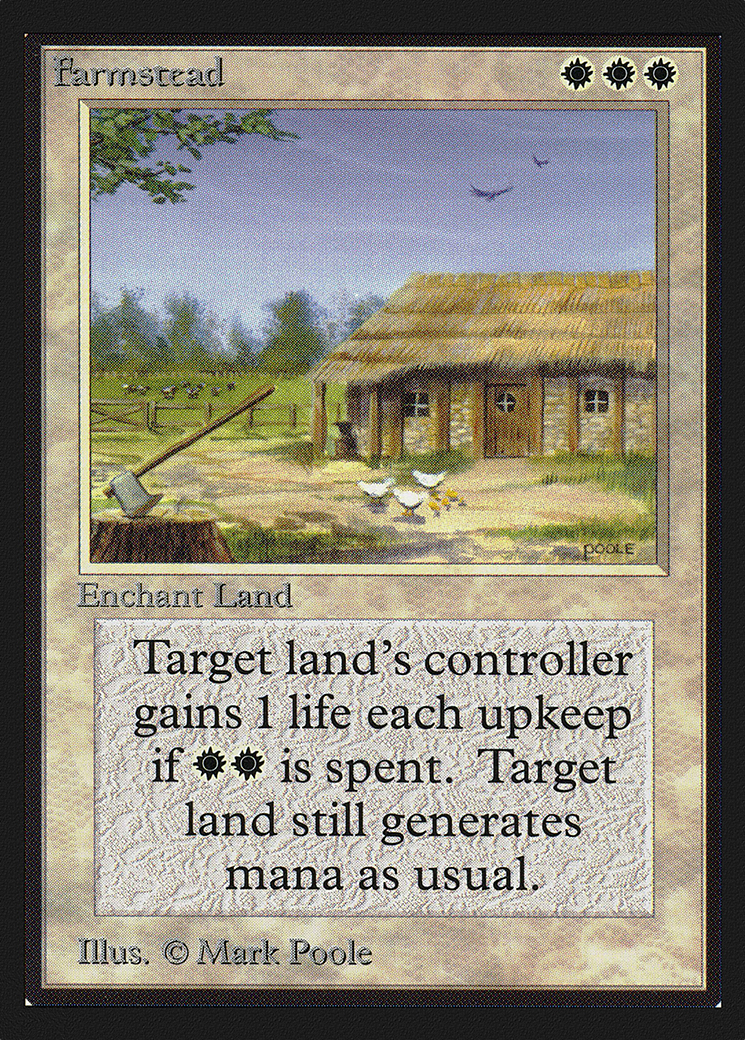 Farmstead
POOLE
Enchant Land
Target land's controller
gains 1 life each upkeep
if is spent. Target
land still generates
mana as usual.
Illus. © Mark Poole